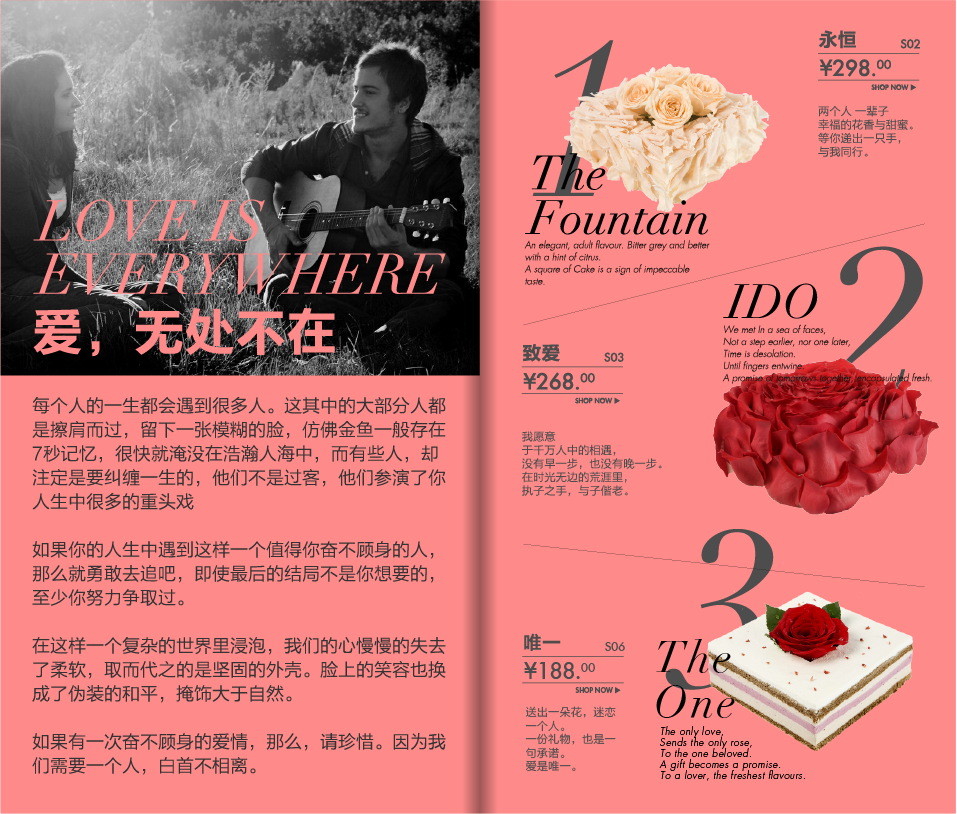 LOVE IS
EVERYWHERE
爱，无处不在
每个人的一生都会遇到很多人。这其中的大部分人都
是擦肩而过，留下一张模糊的脸，仿佛金鱼一般存在
7秒记忆，很快就淹没在浩瀚人海中，而有些人，却
注定是要纠缠一生的，他们不是过客，他们参演了你
人生中很多的重头戏
如果你的人生中遇到这样一个值得你奋不顾身的人，
那么就勇敢去追吧，即使最后的结局不是你想要的，
至少你努力争取过。
在这样一个复杂的世界里浸泡，我们的心慢慢的失去
了柔软，取而代之的是坚固的外壳。脸上的笑容也换
成了伪装的和平，掩饰大于自然。
如果有一次奋不顾身的爱情，那么，请珍惜。因为我
们需要一个人，白首不相离。
1
The
Fountain
An elegant, adult flavour. Bitter grey and better
with a hint of citrus.
A square of Cake is a sign of impeccable
taste.
永恒 S02
¥298.00
SHOP NOW ▶
两个人 一辈子
幸福的花香与甜蜜。
等你递出一只手，
与我同行。
2
IDO
We met In a sea of faces,
Not a step earlier, nor one later,
Time is desolation.
Until fingers entwine.
A promise of tomorrows together, encapsulated fresh.
致爱 S03
¥268.00
SHOP NOW ▶
我愿意
于千万人中的相遇，
没有早一步，也没有晚一步。
在时光无边的荒涯里，
执子之手，与子偕老。
3
The
One
The only love,
Sends the only rose,
To the one beloved.
A gift becomes a promise.
To a lover, the freshest flavours.
唯一 S06
¥188.00
SHOP NOW ▶
送出一朵花，迷恋
一个人。
一份礼物，也是一
句承诺。
爱是唯一。